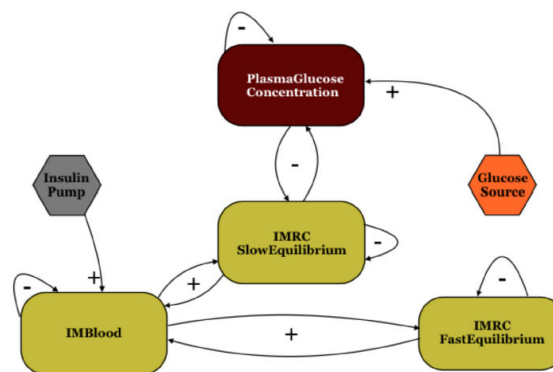 -
PlasmaGlucose
Concentration
+
-
Insulin
Pump
Glucose
Source
IMRC
SlowEquilibrium
-
+
+
-
-
IMBlood
+
IMRC
FastEquilibrium